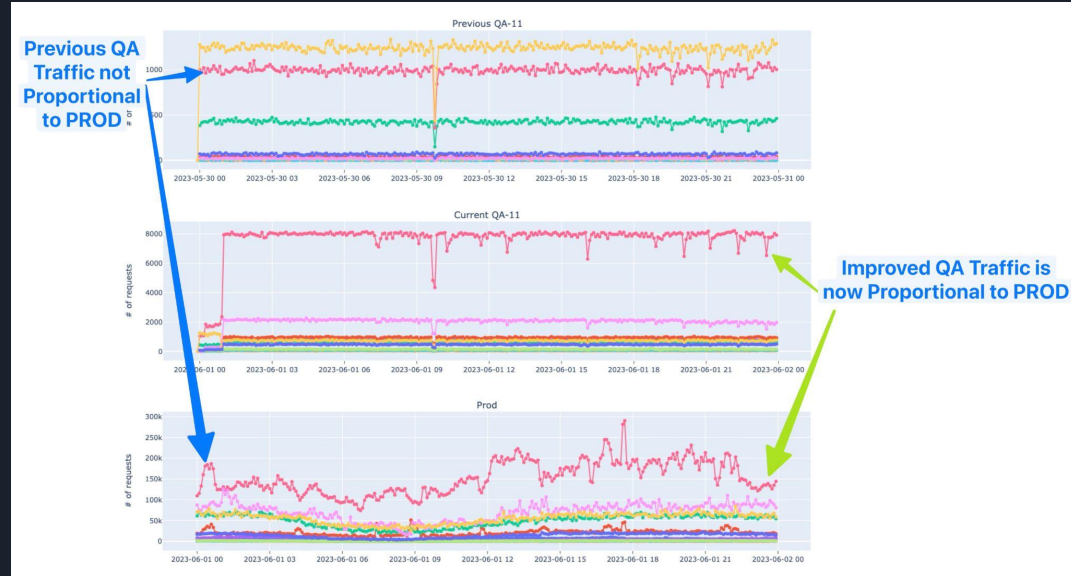 Previous QA-11
Previous QA
Traffic not
Proportional
to PROD
# of
1000
500
0
2023-05-30 00
2023-05-30 03
2023-05-30 06
2023-05-30 09
2023-05-30 12
2023-05-30 15
2023-05-30 18
2023-05-30 21
2023-05-31 00
Current QA-11
# of requests
8000
6000
4000
2000
0
2023-06-01 00
2023-06-01 03
2023-06-01 06
2023-06-01 09
2023-06-01 12
2023-06-01 15
2023-06-01 18
2023-06-01 21
2023-06-02 00
Improved QA Traffic is
now Proportional to PROD
Prod
# of requests
300k
250k
200k
150k
100k
50k
0
2023-06-01 00
2023-06-01 03
2023-06-01 06
2023-06-01 09
2023-06-01 12
2023-06-01 15
2023-06-01 18
2023-06-01 21
2023-06-02 00